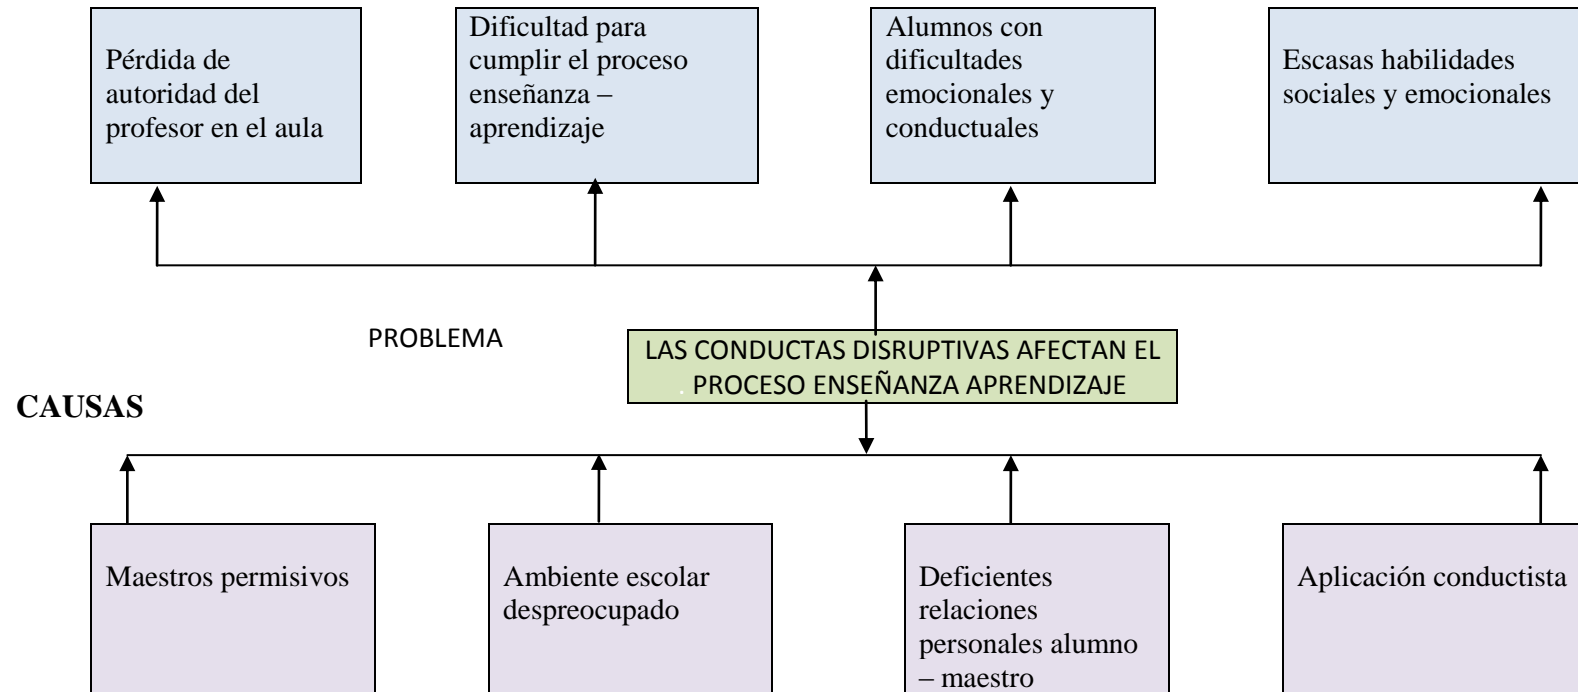 Pérdida de
autoridad del
profesor en el aula
Dificultad para
cumplir el proceso
enseñanza –
aprendizaje
Alumnos con
dificultades
emocionales y
conductuales
Escasas habilidades
sociales y emocionales
PROBLEMA
LAS CONDUCTAS DISRUPTIVAS AFECTAN EL
. PROCESO ENSEÑANZA APRENDIZAJE
CAUSAS
Maestros permisivos
Ambiente escolar
despreocupado
Deficientes
relaciones
personales alumno
– maestro
Aplicación conductista